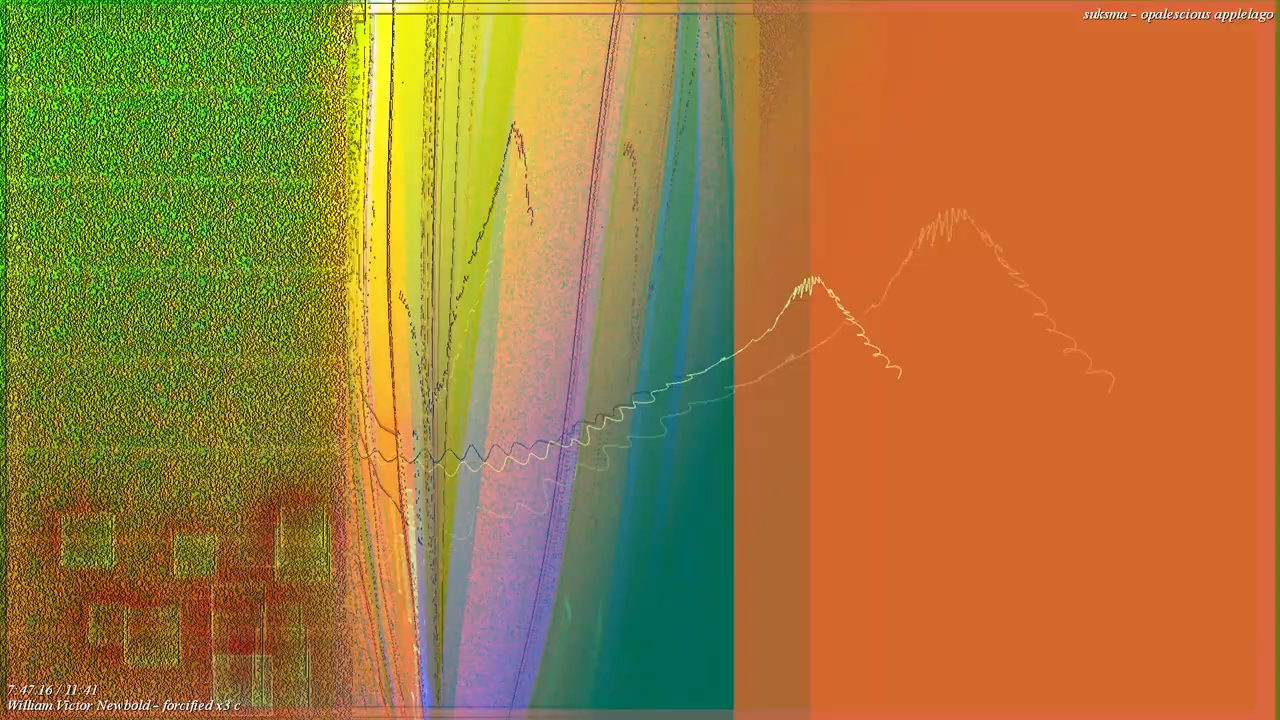 suksma - opalescious applelago
7:47.16 / 11:41
William Victor Newbold - forcified x3 c